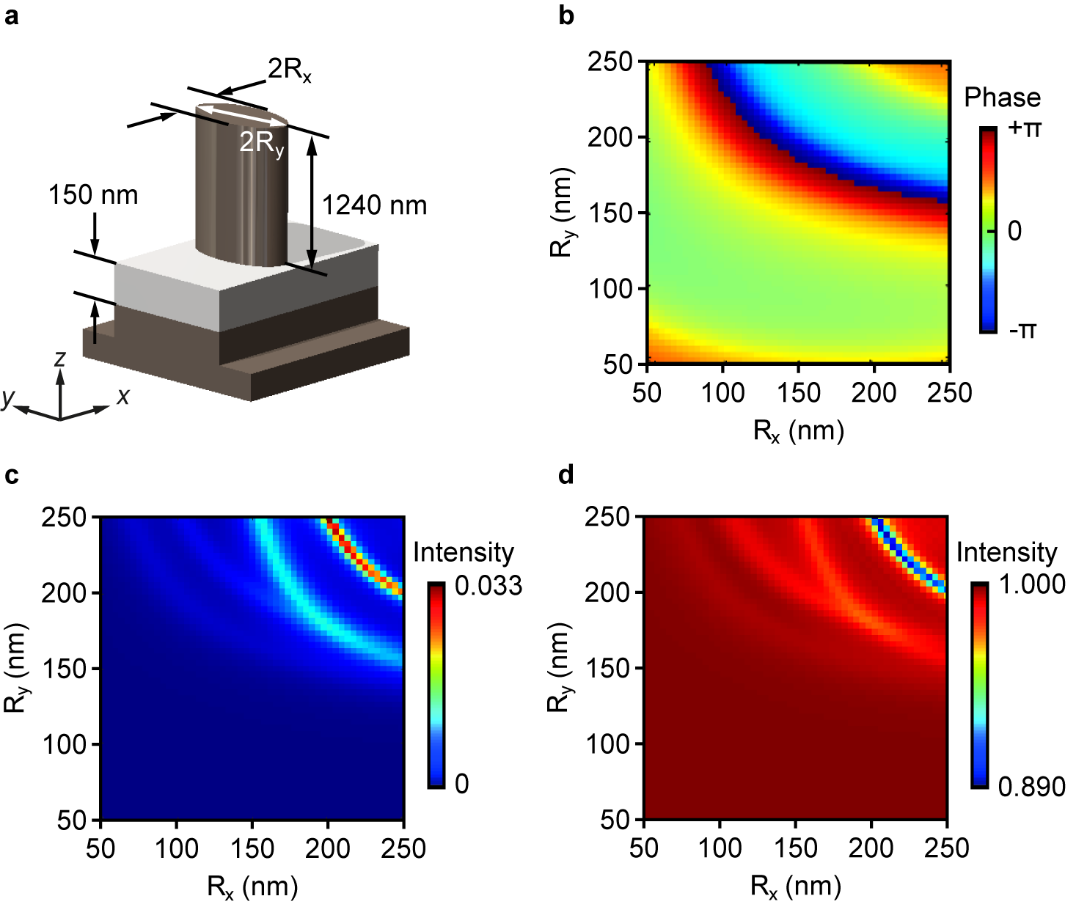 a
2Rx
2Ry
150 nm
1240 nm
z
y
x
b
250
200
150
100
50
50 100 150 200 250
Ry (nm)
Rx (nm)
Phase
+π
0
-π
c
250
200
150
100
50
50 100 150 200 250
Ry (nm)
Rx (nm)
Intensity
0.033
0
d
250
200
150
100
50
50 100 150 200 250
Ry (nm)
Rx (nm)
Intensity
1.000
0.890